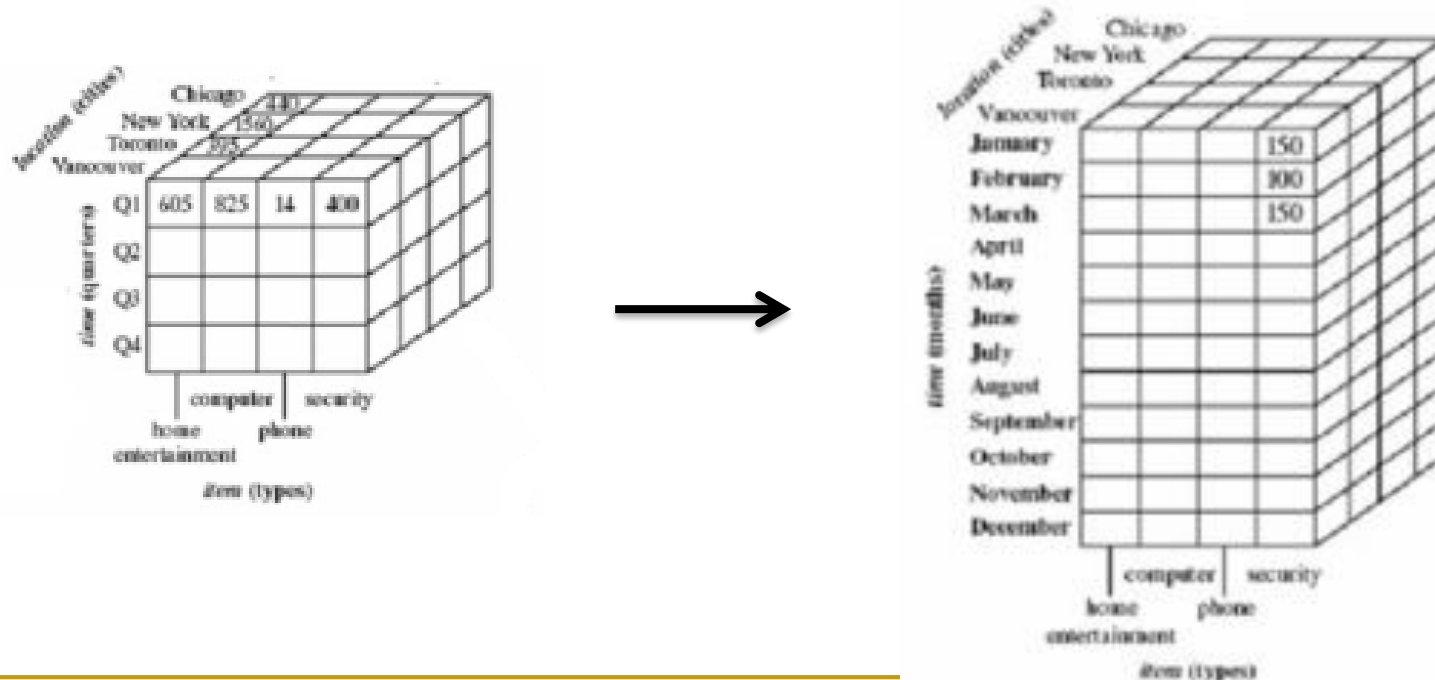 location (cities)
Chicago 440
New York 1560
Toronto 395
Vancouver
time (quarters)
Q1 605 825 14 400
Q2
Q3
Q4
computer security
home phone
entertainment
item (types)
location (cities)
Chicago
New York
Toronto
Vancouver
time (months)
January 150
February 100
March 150
April
May
June
July
August
September
October
November
December
computer security
home phone
entertainment
item (types)